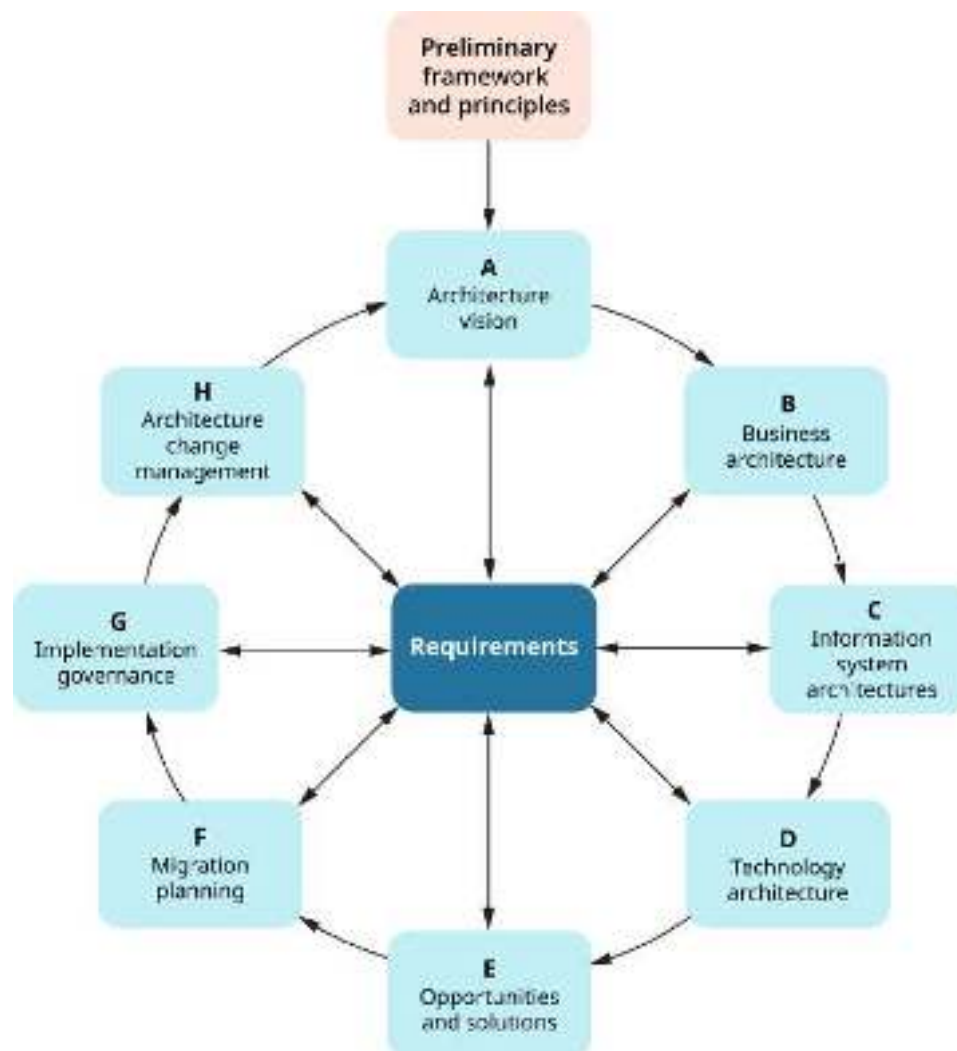 Preliminary
framework
and principles
A
Architecture
vision
B
Business
architecture
C
Information
system
architectures
D
Technology
architecture
E
Opportunities
and solutions
F
Migration
planning
G
Implementation
governance
H
Architecture
change
management
Requirements